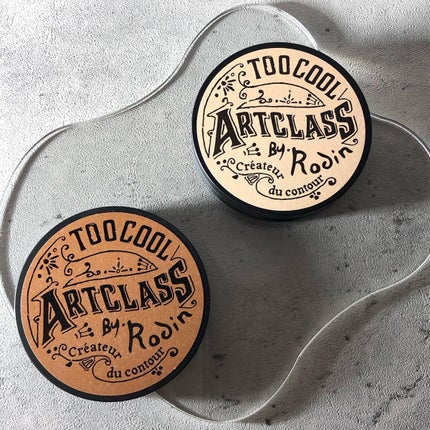 TOO COOL
ARTCLASS
BY. Rodin
Créateur
du contour
TOO COOL
ARTCLASS
BY. Rodin
Créateur
du contour